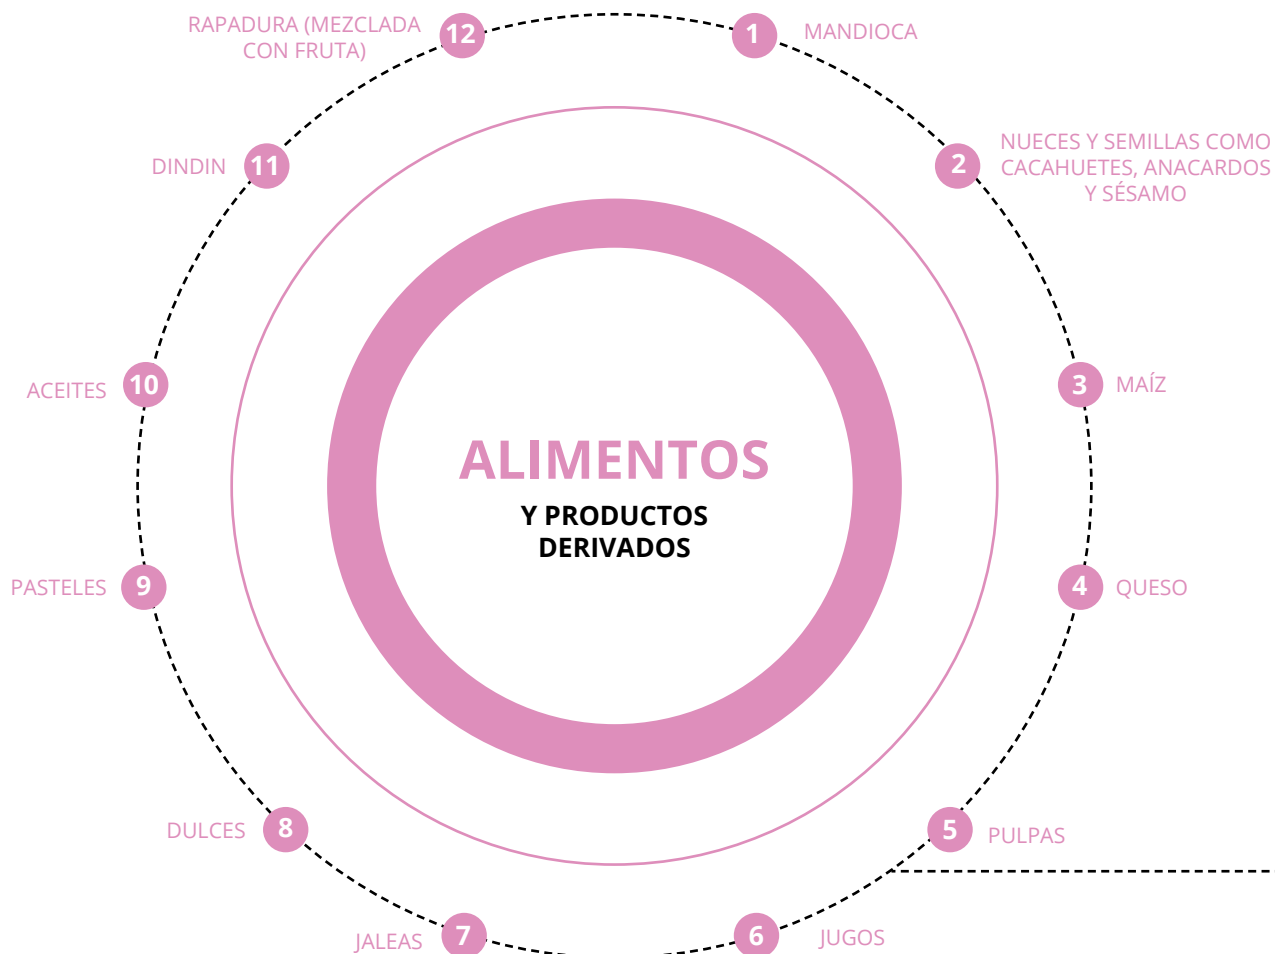 ALIMENTOS
Y PRODUCTOS
DERIVADOS
1
MANDIOCA
2
NUECES Y SEMILLAS COMO
CACAHUETES, ANACARDOS
Y SÉSAMO
3
MAÍZ
4
QUESO
5
PULPAS
6
JUGOS
7
JALEAS
8
DULCES
9
PASTELES
10
ACEITES
11
DINDIN
12
RAPADURA (MEZCLADA
CON FRUTA)